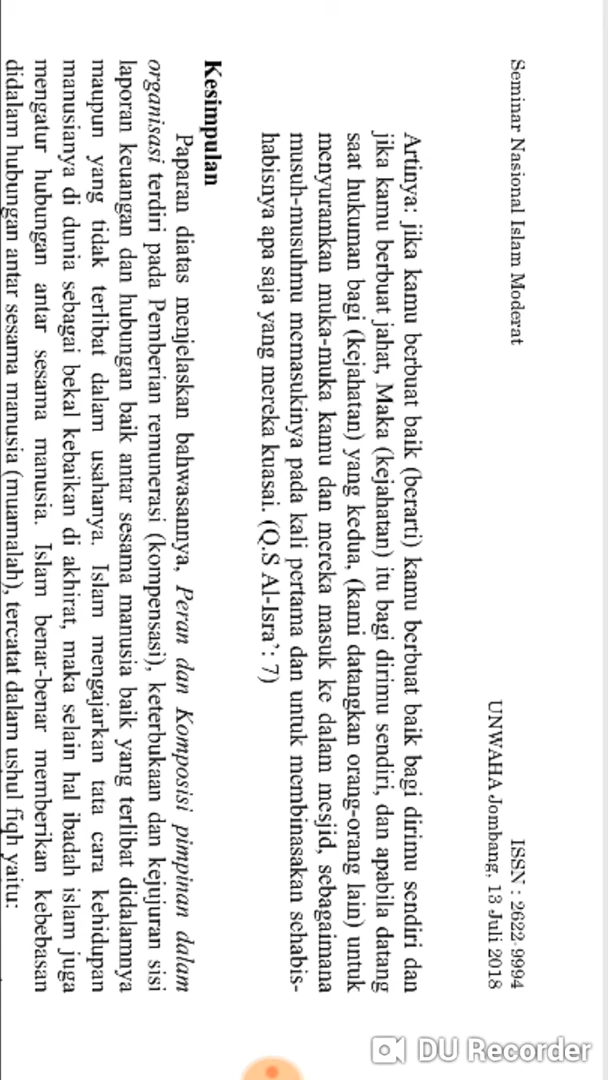 Seminar Nasional Islam Moderat
ISSN : 2622-9994
UNWAHA Jombang, 13 Juli 2018
Artinya: jika kamu berbuat baik (berarti) kamu berbuat baik bagi dirimu sendiri dan
jika kamu berbuat jahat, Maka (kejahatan) itu bagi dirimu sendiri, dan apabila datang
saat hukuman bagi (kejahatan) yang kedua, (kami datangkan orang-orang lain) untuk
menyuramkan muka-muka kamu dan mereka masuk ke dalam mesjid, sebagaimana
musuh-musuhmu memasukinya pada kali pertama dan untuk membinasakan sehabis-
habisnya apa saja yang mereka kuasai. (Q.S Al-Isra’: 7)
Kesimpulan
Paparan diatas menjelaskan bahwasannya, Peran dan Komposisi pimpinan dalam
organisasi terdiri pada Pemberian remunerasi (kompensasi), keterbukaan dan kejujuran sisi
laporan keuangan dan hubungan baik antar sesama manusia baik yang terlibat didalamnya
maupun yang tidak terlibat dalam usahanya. Islam mengajarkan tata cara kehidupan
manusianya di dunia sebagai bekal kebaikan di akhirat, maka selain hal ibadah islam juga
mengatur hubungan antar sesama manusia. Islam benar-benar memberikan kebebasan
didalam hubungan antar sesama manusia (muamalah), tercatat dalam ushul fiqh yaitu:
DU Recorder